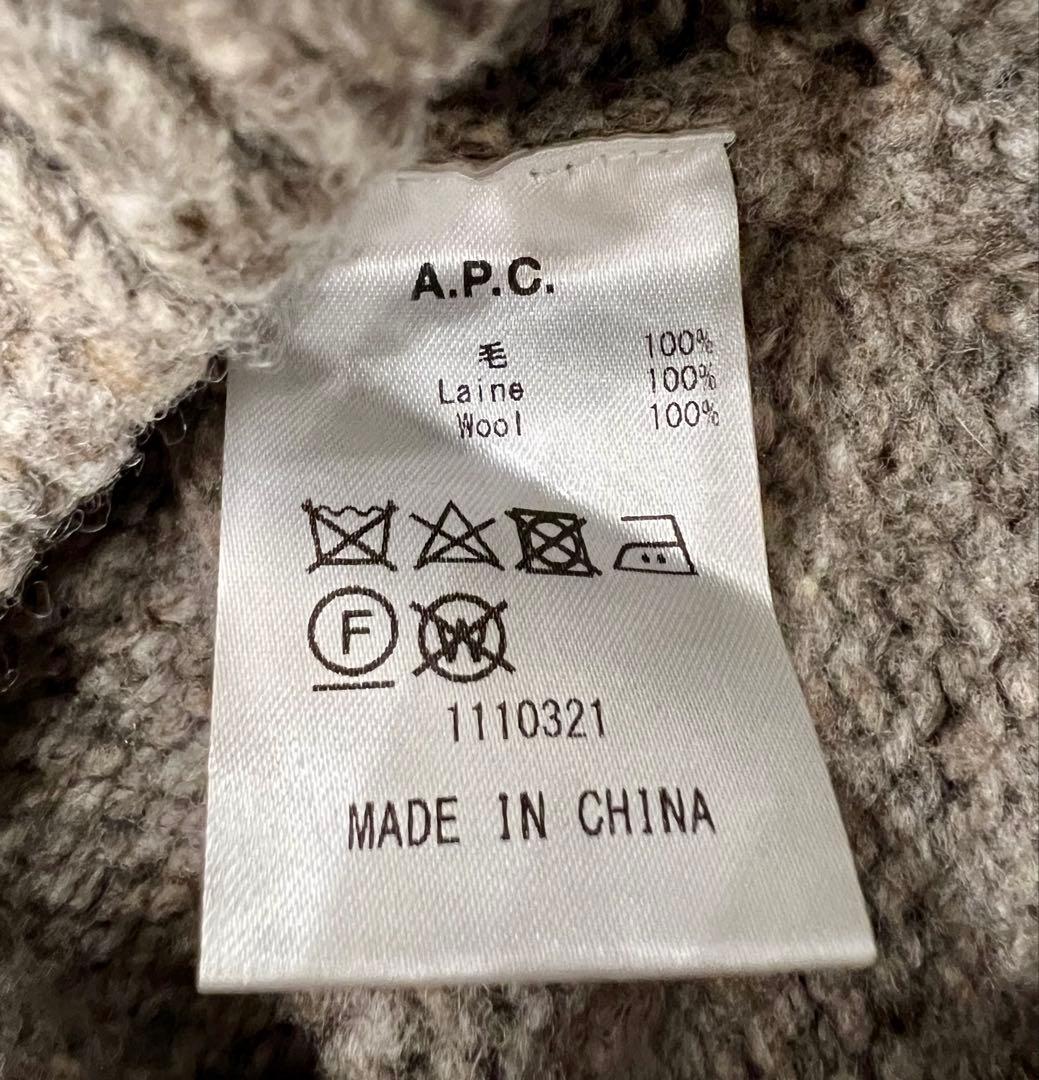 A.P.C.
毛 100%
Laine 100%
Wool 100%
F W
1110321
MADE IN CHINA